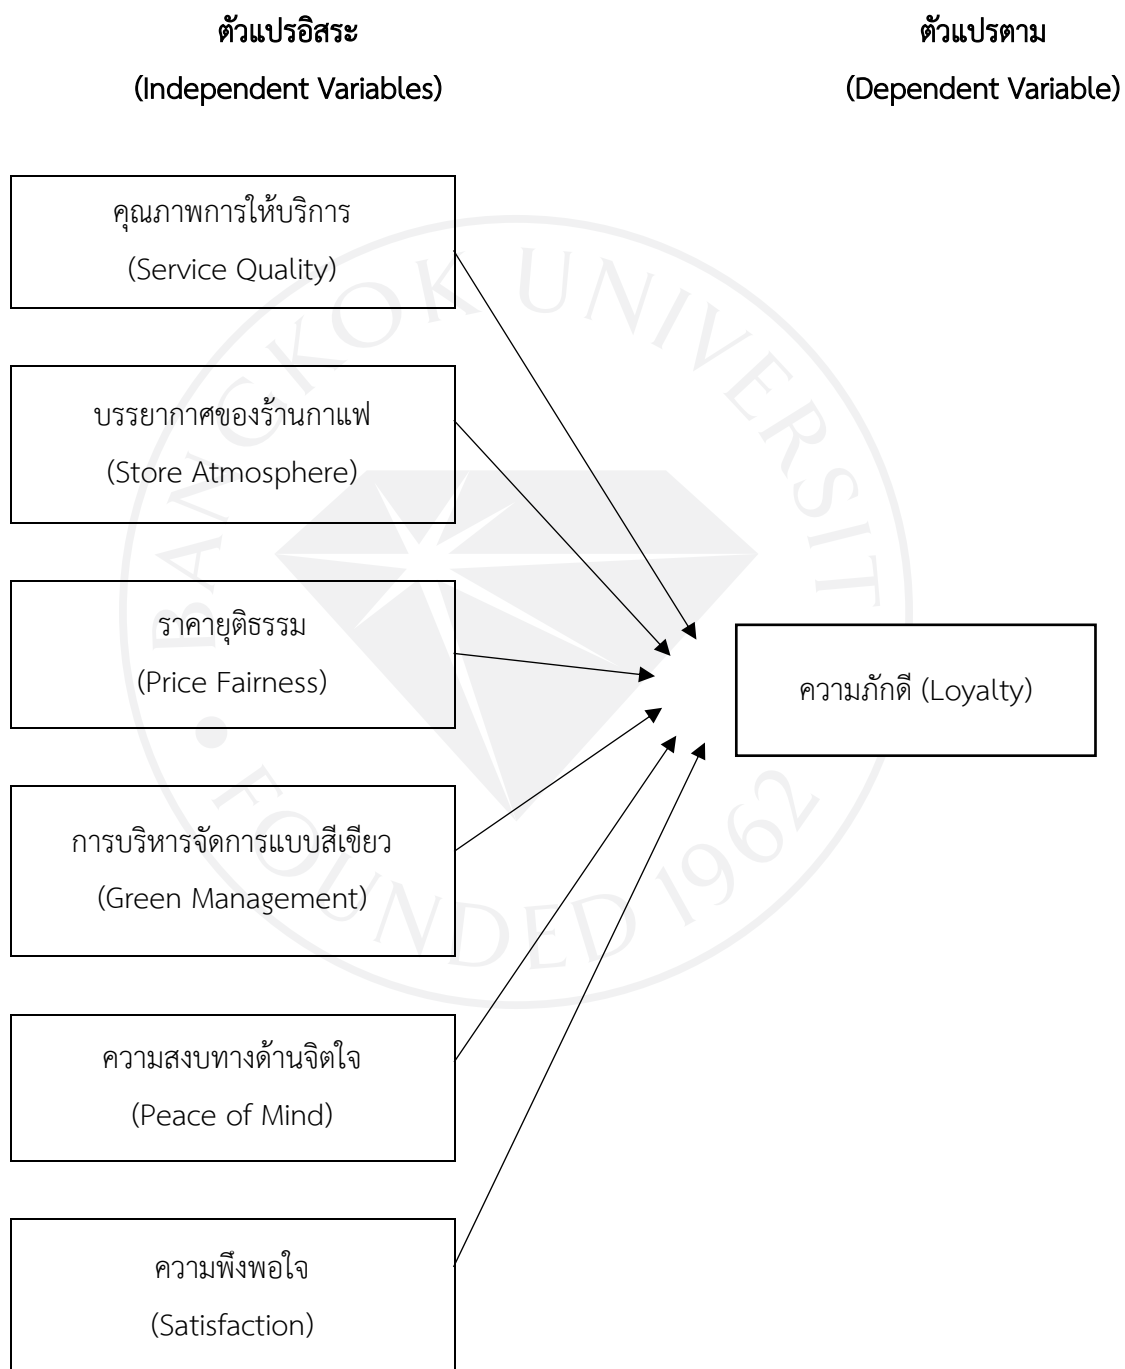 ตัวแปรอิสระ
(Independent Variables)
ตัวแปรตาม
(Dependent Variable)
คุณภาพการให้บริการ
(Service Quality)
บรรยากาศของร้านกาแฟ
(Store Atmosphere)
ราคายุติธรรม
(Price Fairness)
การบริหารจัดการแบบสีเขียว
(Green Management)
ความสงบทางด้านจิตใจ
(Peace of Mind)
ความพึงพอใจ
(Satisfaction)
ความภักดี (Loyalty)
BANGKOK UNIVERSIT
FOUNDED 1962